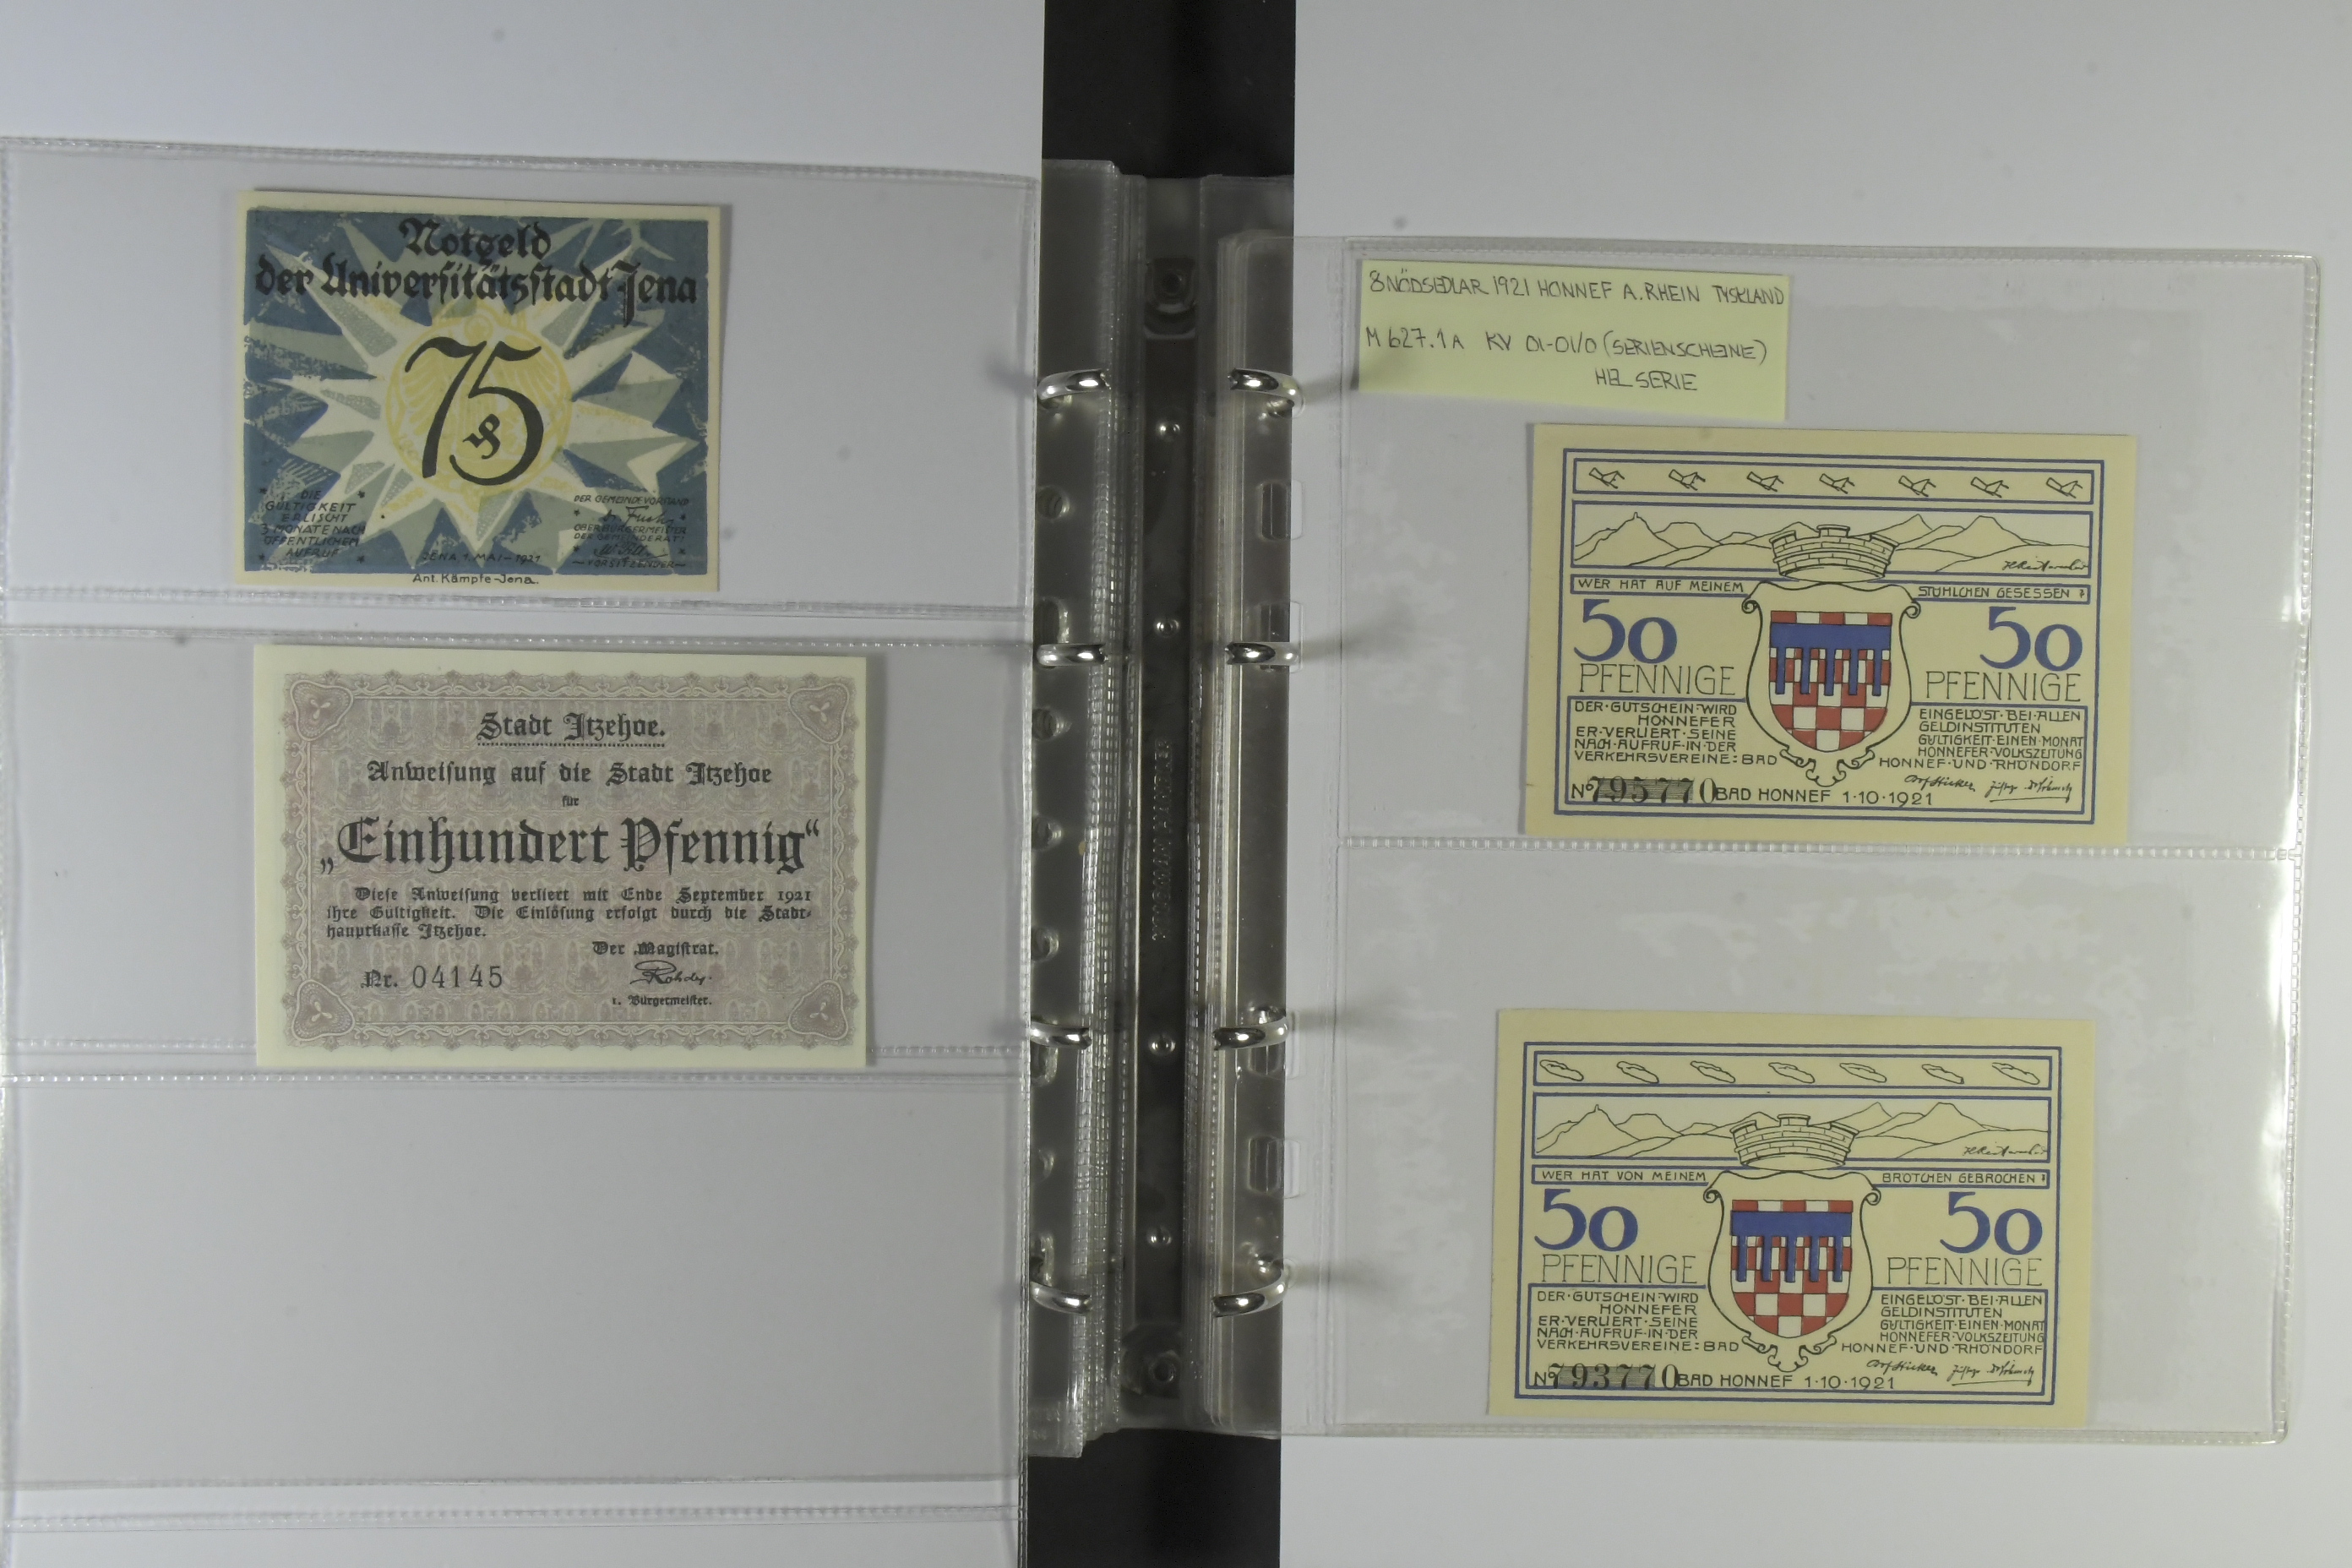 Notgeld
der Universitätsstadt Jena
75
DIE
GÜLTIGKEIT
ERLISCHT
3 MONATE NACH
ÖFFENTLICHEM
AUFRUF
DER GEMEINDEVORSTAND
Dr. Fuchs
OBERBÜRGERMEISTER
DER GEMEINDERAT:
VORSITZENDER
JENA 1. MAI – 1921
Ant. Kämpfe-Jena.
Stadt Itzehoe.
Anweisung auf die Stadt Itzehoe
für
„Einhundert Pfennig“
Diese Anweisung verliert mit Ende September 1921
ihre Gültigkeit. Die Einlösung erfolgt durch die Stadt-
hauptkasse Itzehoe.
Der Magistrat.
Nr. 04145
Rohde
1. Bürgermeister.
8 NÖDSEDLAR 1921 HONNEF A. RHEIN TYSKLAND
M 627.1A KV 01-01/0 (SERIENSCHEINE)
HEL SERIE
WER HAT AUF MEINEM STÜHLCHEN GESESSEN ?
50 50
PFENNIGE PFENNIGE
DER·GUTSCHEIN·WIRD EINGELÖST·BEI·ALLEN
HONNEFER GELDINSTITUTEN
ER·VERLIERT·SEINE GÜLTIGKEIT·EINEN·MONAT
NACH·AUFRUF·IN·DER HONNEFER·VOLKSZEITUNG
VERKEHRSVEREINE: BAD HONNEF·UND·RHÖNDORF
No 795770 BAD HONNEF 1·10·1921
WER HAT VON MEINEM BRÖTCHEN GEBROCHEN ?
50 50
PFENNIGE PFENNIGE
DER·GUTSCHEIN·WIRD EINGELÖST·BEI·ALLEN
HONNEFER GELDINSTITUTEN
ER·VERLIERT·SEINE GÜLTIGKEIT·EINEN·MONAT
NACH·AUFRUF·IN·DER HONNEFER·VOLKSZEITUNG
VERKEHRSVEREINE: BAD HONNEF·UND·RHÖNDORF
No 793770 BAD HONNEF 1·10·1921